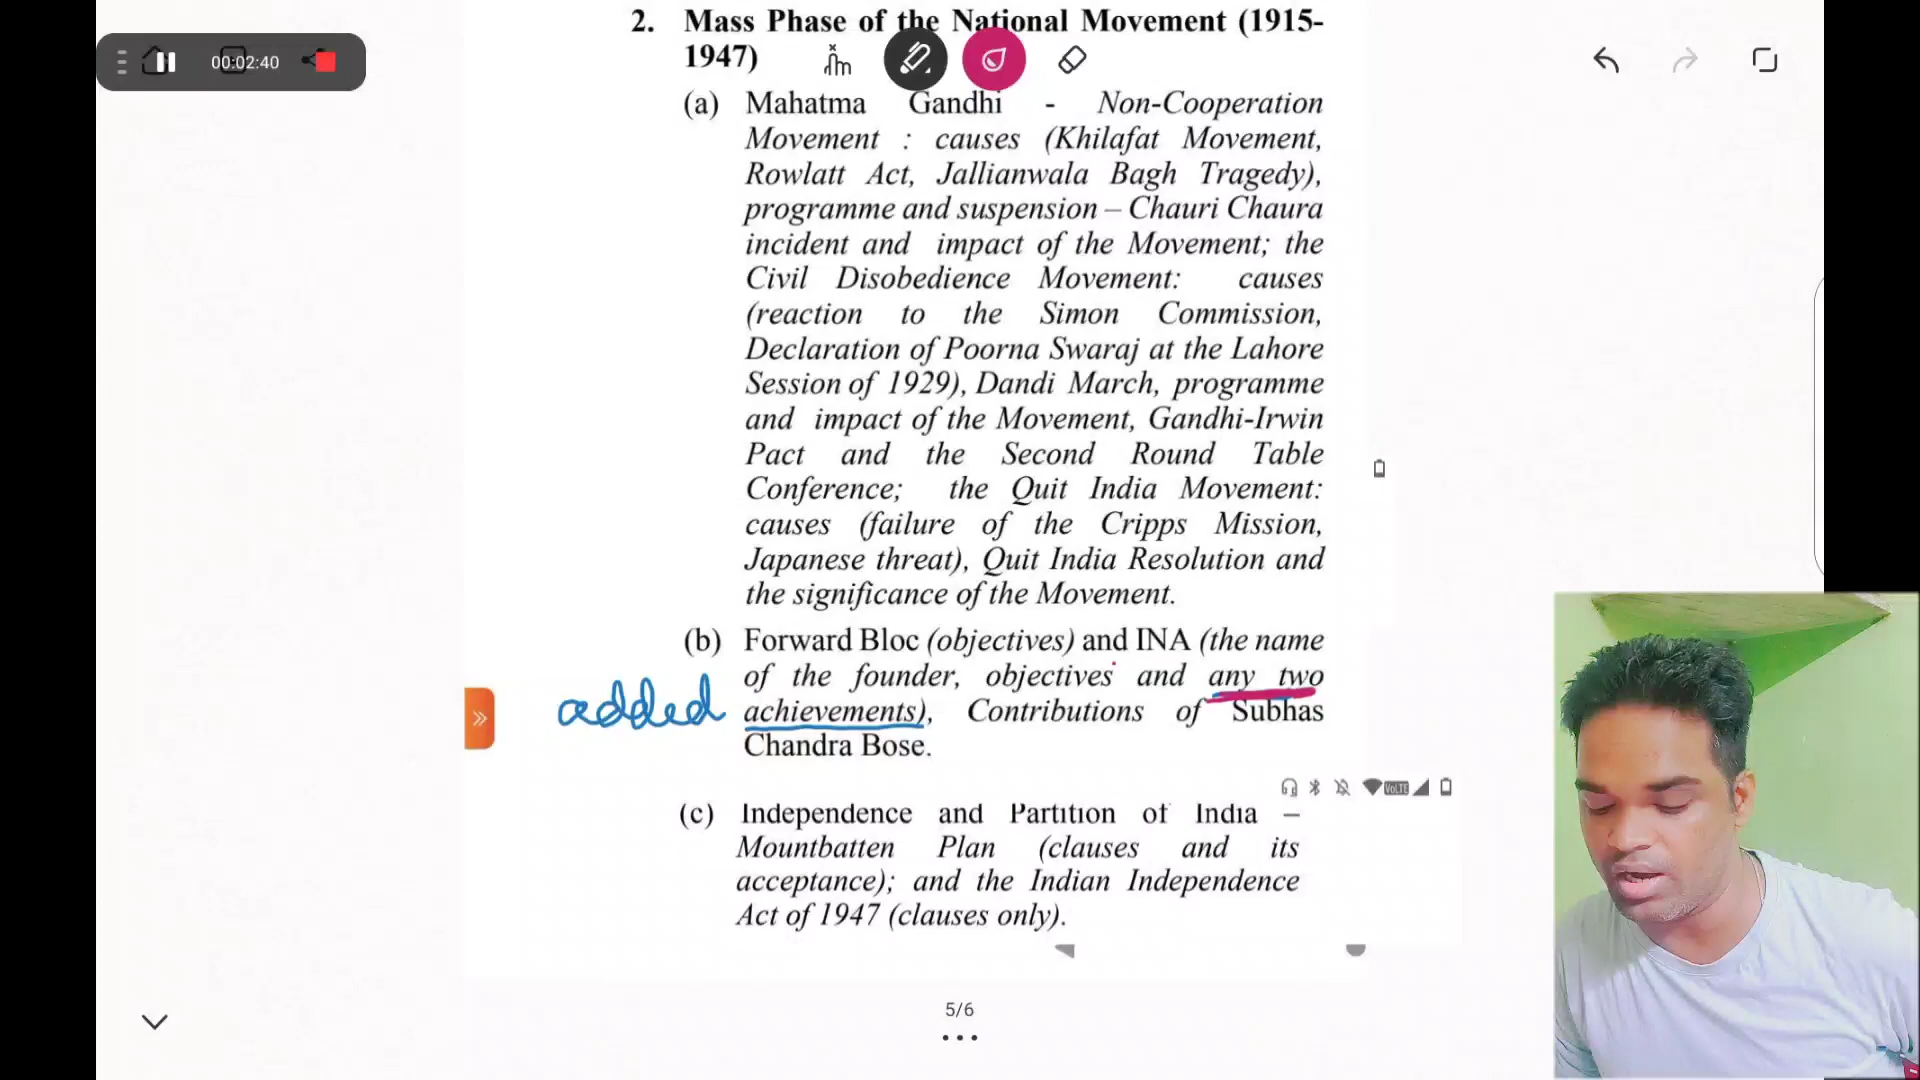 2. Mass Phase of the National Movement (1915-
1947)
00:02:40
(a) Mahatma Gandhi - Non-Cooperation
Movement : causes (Khilafat Movement,
Rowlatt Act, Jallianwala Bagh Tragedy),
programme and suspension – Chauri Chaura
incident and impact of the Movement; the
Civil Disobedience Movement: causes
(reaction to the Simon Commission,
Declaration of Poorna Swaraj at the Lahore
Session of 1929), Dandi March, programme
and impact of the Movement, Gandhi-Irwin
Pact and the Second Round Table
Conference; the Quit India Movement:
causes (failure of the Cripps Mission,
Japanese threat), Quit India Resolution and
the significance of the Movement.
(b) Forward Bloc (objectives) and INA (the name
of the founder, objectives and any two
added achievements), Contributions of Subhas
Chandra Bose.
VoLTE
(c) Independence and Partition of India –
Mountbatten Plan (clauses and its
acceptance); and the Indian Independence
Act of 1947 (clauses only).
5/6